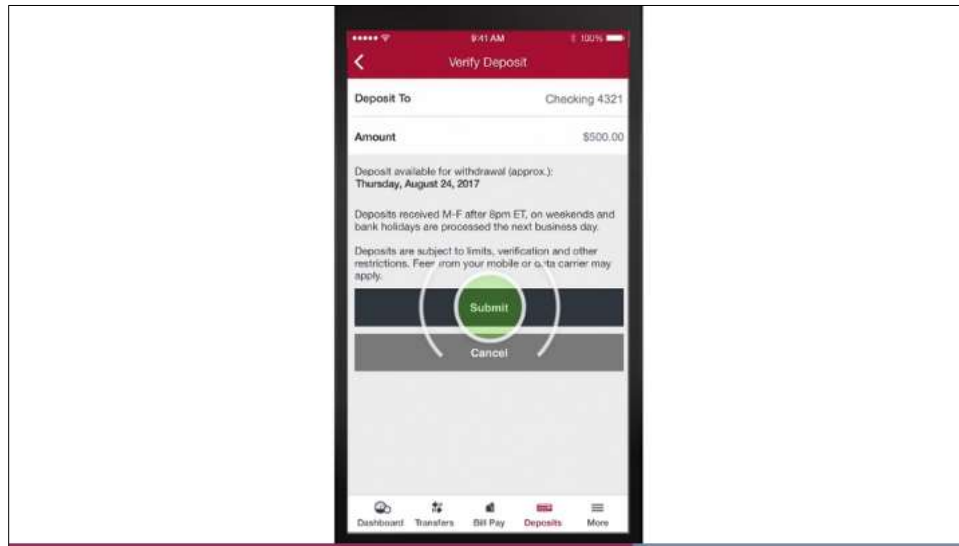 9:41 AM
100%
Verify Deposit
Deposit To
Checking 4321
Amount
$500.00
Deposit available for withdrawal (approx.):
Thursday, August 24, 2017
Deposits received M-F after 8pm ET, on weekends and
bank holidays are processed the next business day.
Deposits are subject to limits, verification and other
restrictions. Fees from your mobile or data carrier may
apply.
Submit
Cancel
Dashboard
Transfers
Bill Pay
Deposits
More